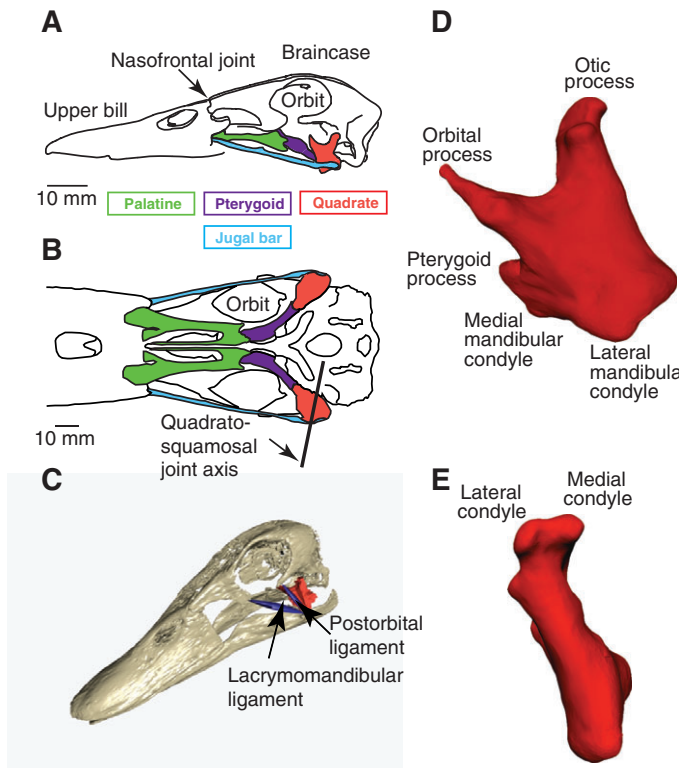 A
Nasofrontal joint
Braincase
Upper bill
Orbit
10 mm
Palatine
Pterygoid
Quadrate
Jugal bar
B
Orbit
10 mm
Quadrato-
squamosal
joint axis
C
Postorbital
ligament
Lacrymomandibular
ligament
D
Otic
process
Orbital
process
Pterygoid
process
Medial
mandibular
condyle
Lateral
mandibular
condyle
E
Lateral
condyle
Medial
condyle